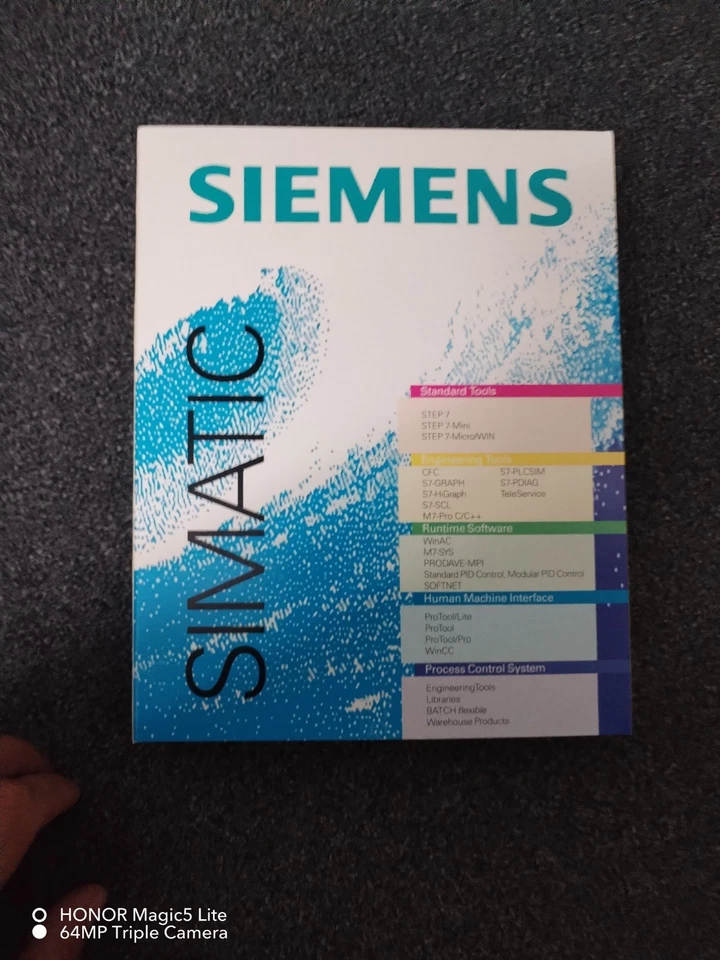 SIEMENS
SIMATIC
Standard Tools
STEP 7
STEP 7-Mini
STEP 7-Micro/WIN
Engineering Tools
CFC
S7-GRAPH
S7-HiGraph
S7-SCL
M7-Pro C/C++
S7-PLCSIM
S7-PDIAG
TeleService
Runtime Software
WinAC
M7-SYS
PRODAVE-MPI
Standard PID Control, Modular PID Control
SOFTNET
Human Machine Interface
ProTool/Lite
ProTool
ProTool/Pro
WinCC
Process Control System
EngineeringTools
Libraries
BATCH flexible
Warehouse Products
HONOR Magic5 Lite
64MP Triple Camera